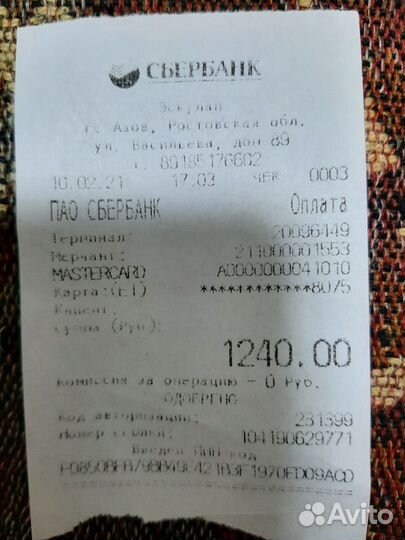 СБЕРБАНК
Эскулап
г. Азов, Ростовская обл.
ул. Васильева, дом 89
т. 89185176602
10.02.21 17:03 ЧЕК 0003
ПАО СБЕРБАНК Оплата
Терминал: 20096449
Мерчант: 211000001553
MASTERCARD A0000000041010
Карта:(E1) ************8075
Клиент:
Сумма (Руб):
1240.00
Комиссия за операцию - 0 Руб.
ОДОБРЕНО
Код авторизации: 231399
Номер ссылки: 104190629771
Введен ПИН-код
Avito